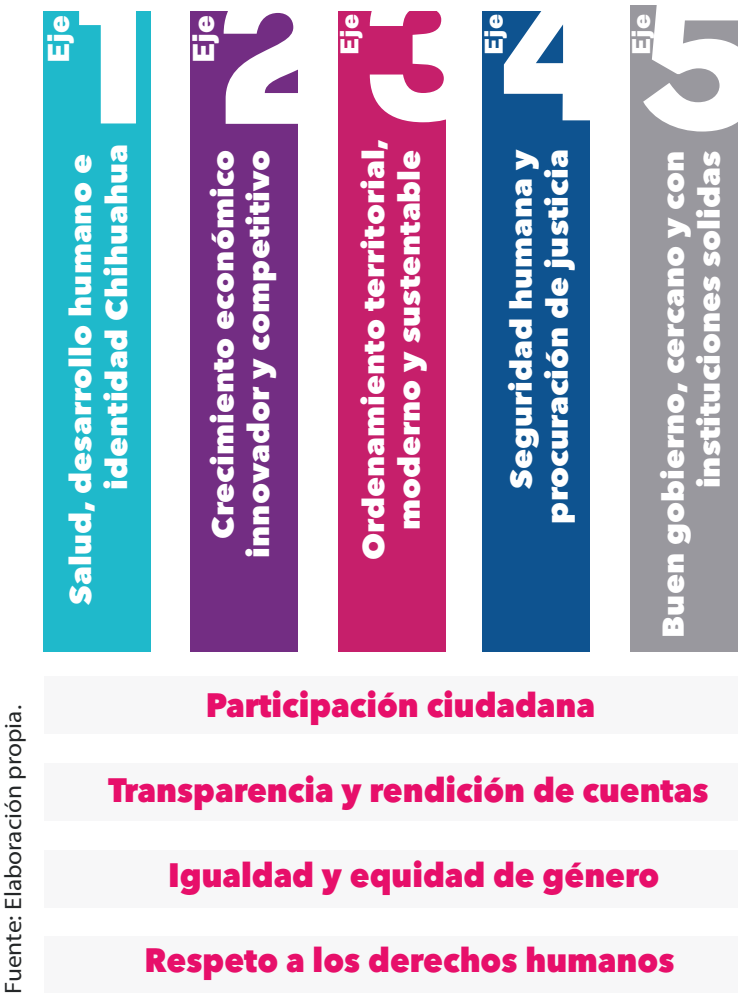 Eje 1
Salud, desarrollo humano e
identidad Chihuahua
Eje 2
Crecimiento económico
innovador y competitivo
Eje 3
Ordenamiento territorial,
moderno y sustentable
Eje 4
Seguridad humana y
procuración de justicia
Eje 5
Buen gobierno, cercano y con
instituciones solidas
Participación ciudadana
Transparencia y rendición de cuentas
Igualdad y equidad de género
Respeto a los derechos humanos
Fuente: Elaboración propia.